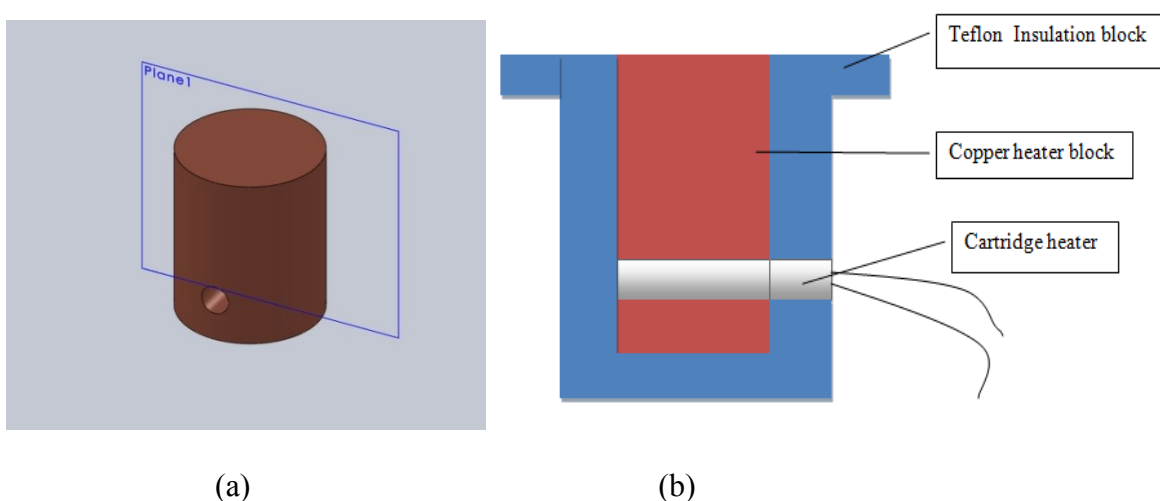 Plane1
Teflon Insulation block
Copper heater block
Cartridge heater
(a)
(b)